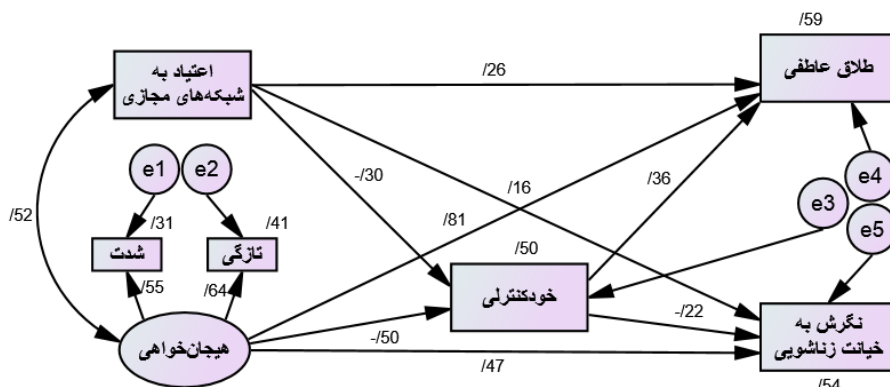 /59
اعتیاد به
شبکه‌های مجازی
/26
طلاق عاطفی
e1
e2
-/30
/16
/36
e4
e3
e5
/52
/31
/41
/81
شدت
تازگی
/50
/55
/64
خودکنترلی
-/22
نگرش به
خیانت زناشویی
هیجان‌خواهی
-/50
/47
/54